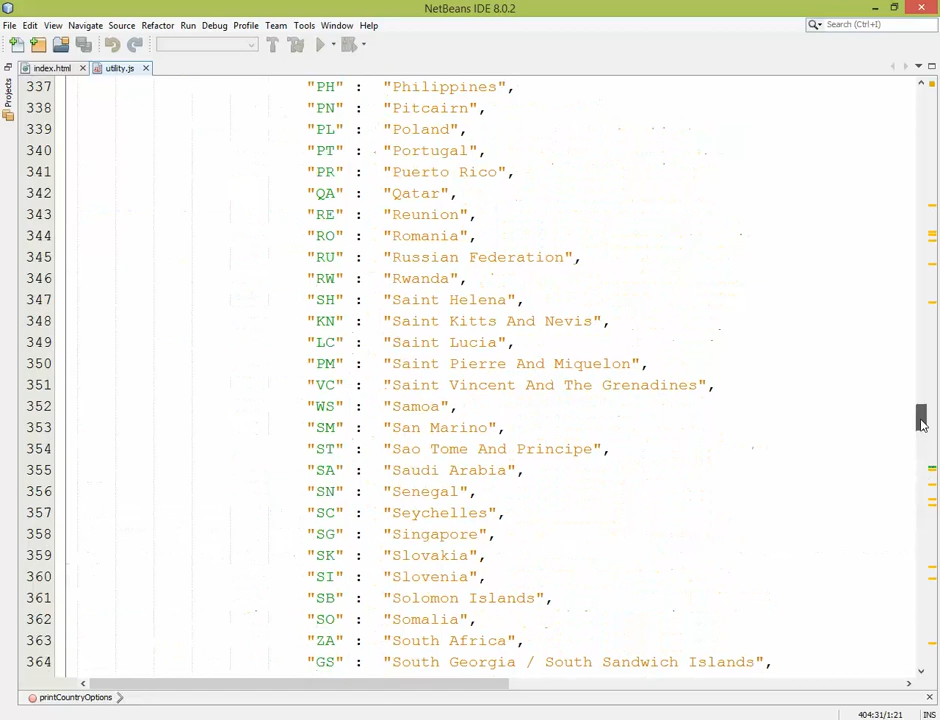 NetBeans IDE 8.0.2
File Edit View Navigate Source Refactor Run Debug Profile Team Tools Window Help
Search (Ctrl+I)
index.html utility.js
Projects
337 "PH" : "Philippines",
338 "PN" : "Pitcairn",
339 "PL" : "Poland",
340 "PT" : "Portugal",
341 "PR" : "Puerto Rico",
342 "QA" : "Qatar",
343 "RE" : "Reunion",
344 "RO" : "Romania",
345 "RU" : "Russian Federation",
346 "RW" : "Rwanda",
347 "SH" : "Saint Helena",
348 "KN" : "Saint Kitts And Nevis",
349 "LC" : "Saint Lucia",
350 "PM" : "Saint Pierre And Miquelon",
351 "VC" : "Saint Vincent And The Grenadines",
352 "WS" : "Samoa",
353 "SM" : "San Marino",
354 "ST" : "Sao Tome And Principe",
355 "SA" : "Saudi Arabia",
356 "SN" : "Senegal",
357 "SC" : "Seychelles",
358 "SG" : "Singapore",
359 "SK" : "Slovakia",
360 "SI" : "Slovenia",
361 "SB" : "Solomon Islands",
362 "SO" : "Somalia",
363 "ZA" : "South Africa",
364 "GS" : "South Georgia / South Sandwich Islands",
printCountryOptions
404:31/1:21 INS